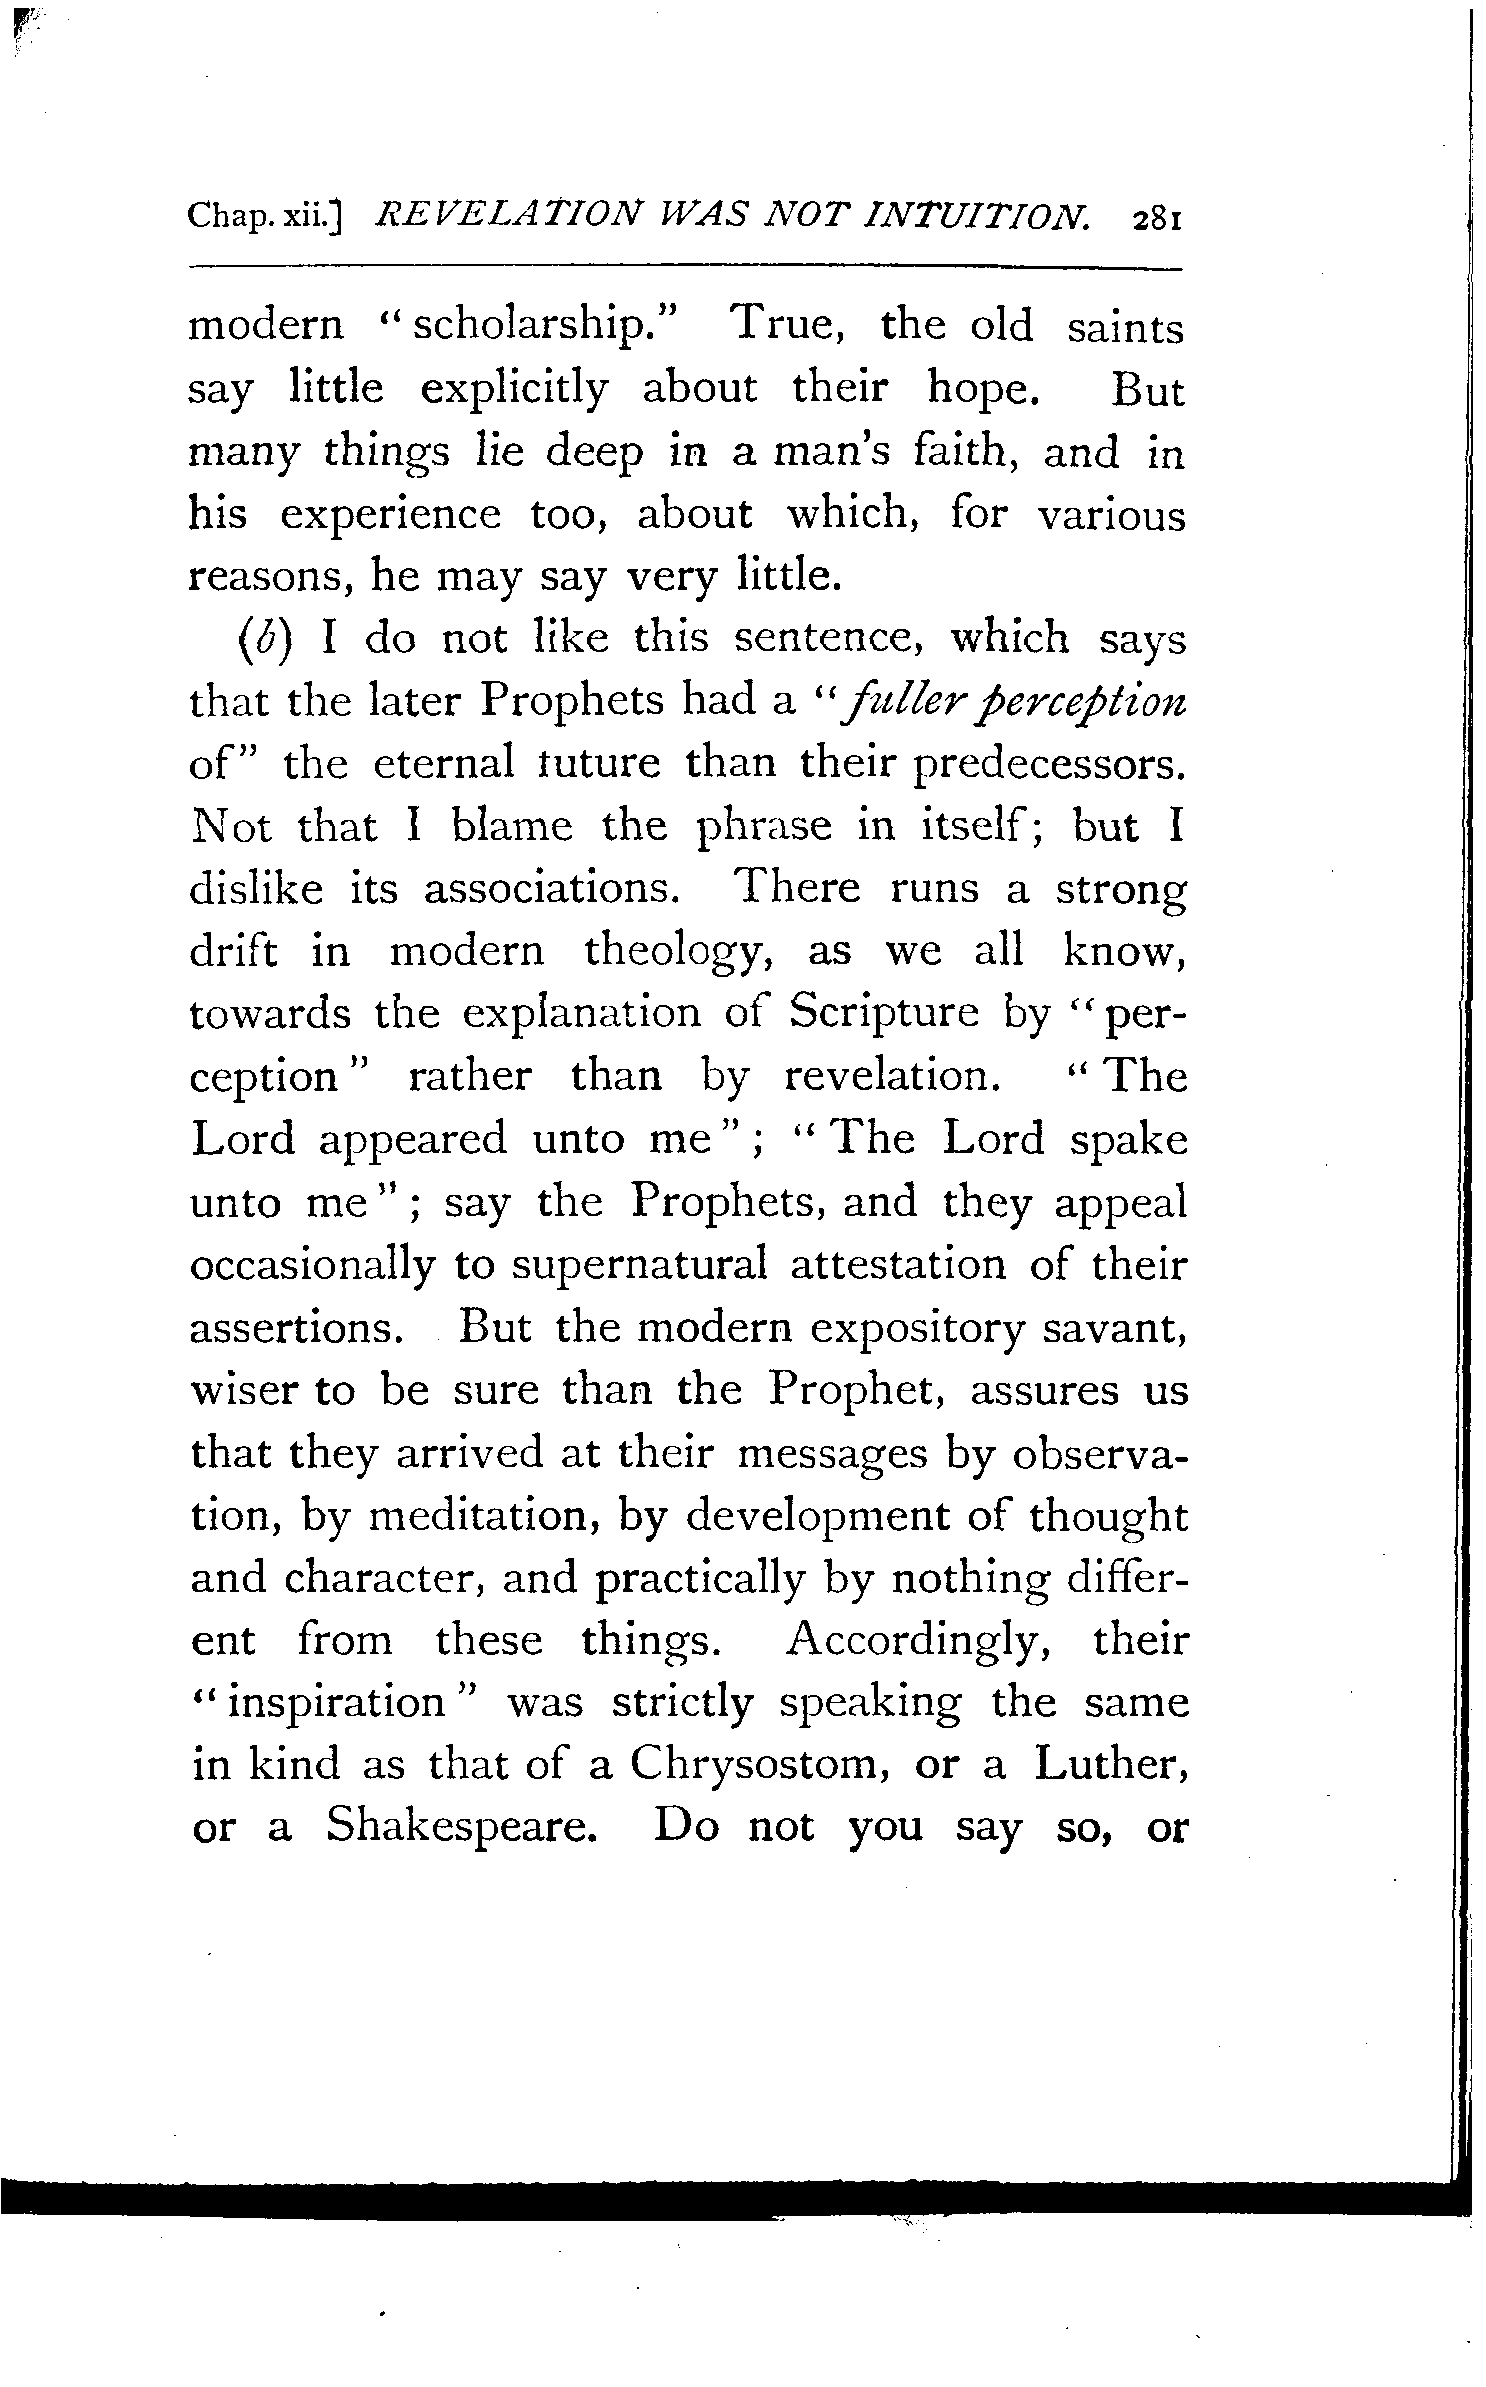 Chap. xii.] REVELATION WAS NOT INTUITION. 281
modern "scholarship." True, the old saints
say little explicitly about their hope. But
many things lie deep in a man's faith, and in
his experience too, about which, for various
reasons, he may say very little.
(b) I do not like this sentence, which says
that the later Prophets had a "fuller perception
of" the eternal future than their predecessors.
Not that I blame the phrase in itself; but I
dislike its associations. There runs a strong
drift in modern theology, as we all know,
towards the explanation of Scripture by "per-
ception" rather than by revelation. "The
Lord appeared unto me"; "The Lord spake
unto me"; say the Prophets, and they appeal
occasionally to supernatural attestation of their
assertions. But the modern expository savant,
wiser to be sure than the Prophet, assures us
that they arrived at their messages by observa-
tion, by meditation, by development of thought
and character, and practically by nothing differ-
ent from these things. Accordingly, their
"inspiration" was strictly speaking the same
in kind as that of a Chrysostom, or a Luther,
or a Shakespeare. Do not you say so, or